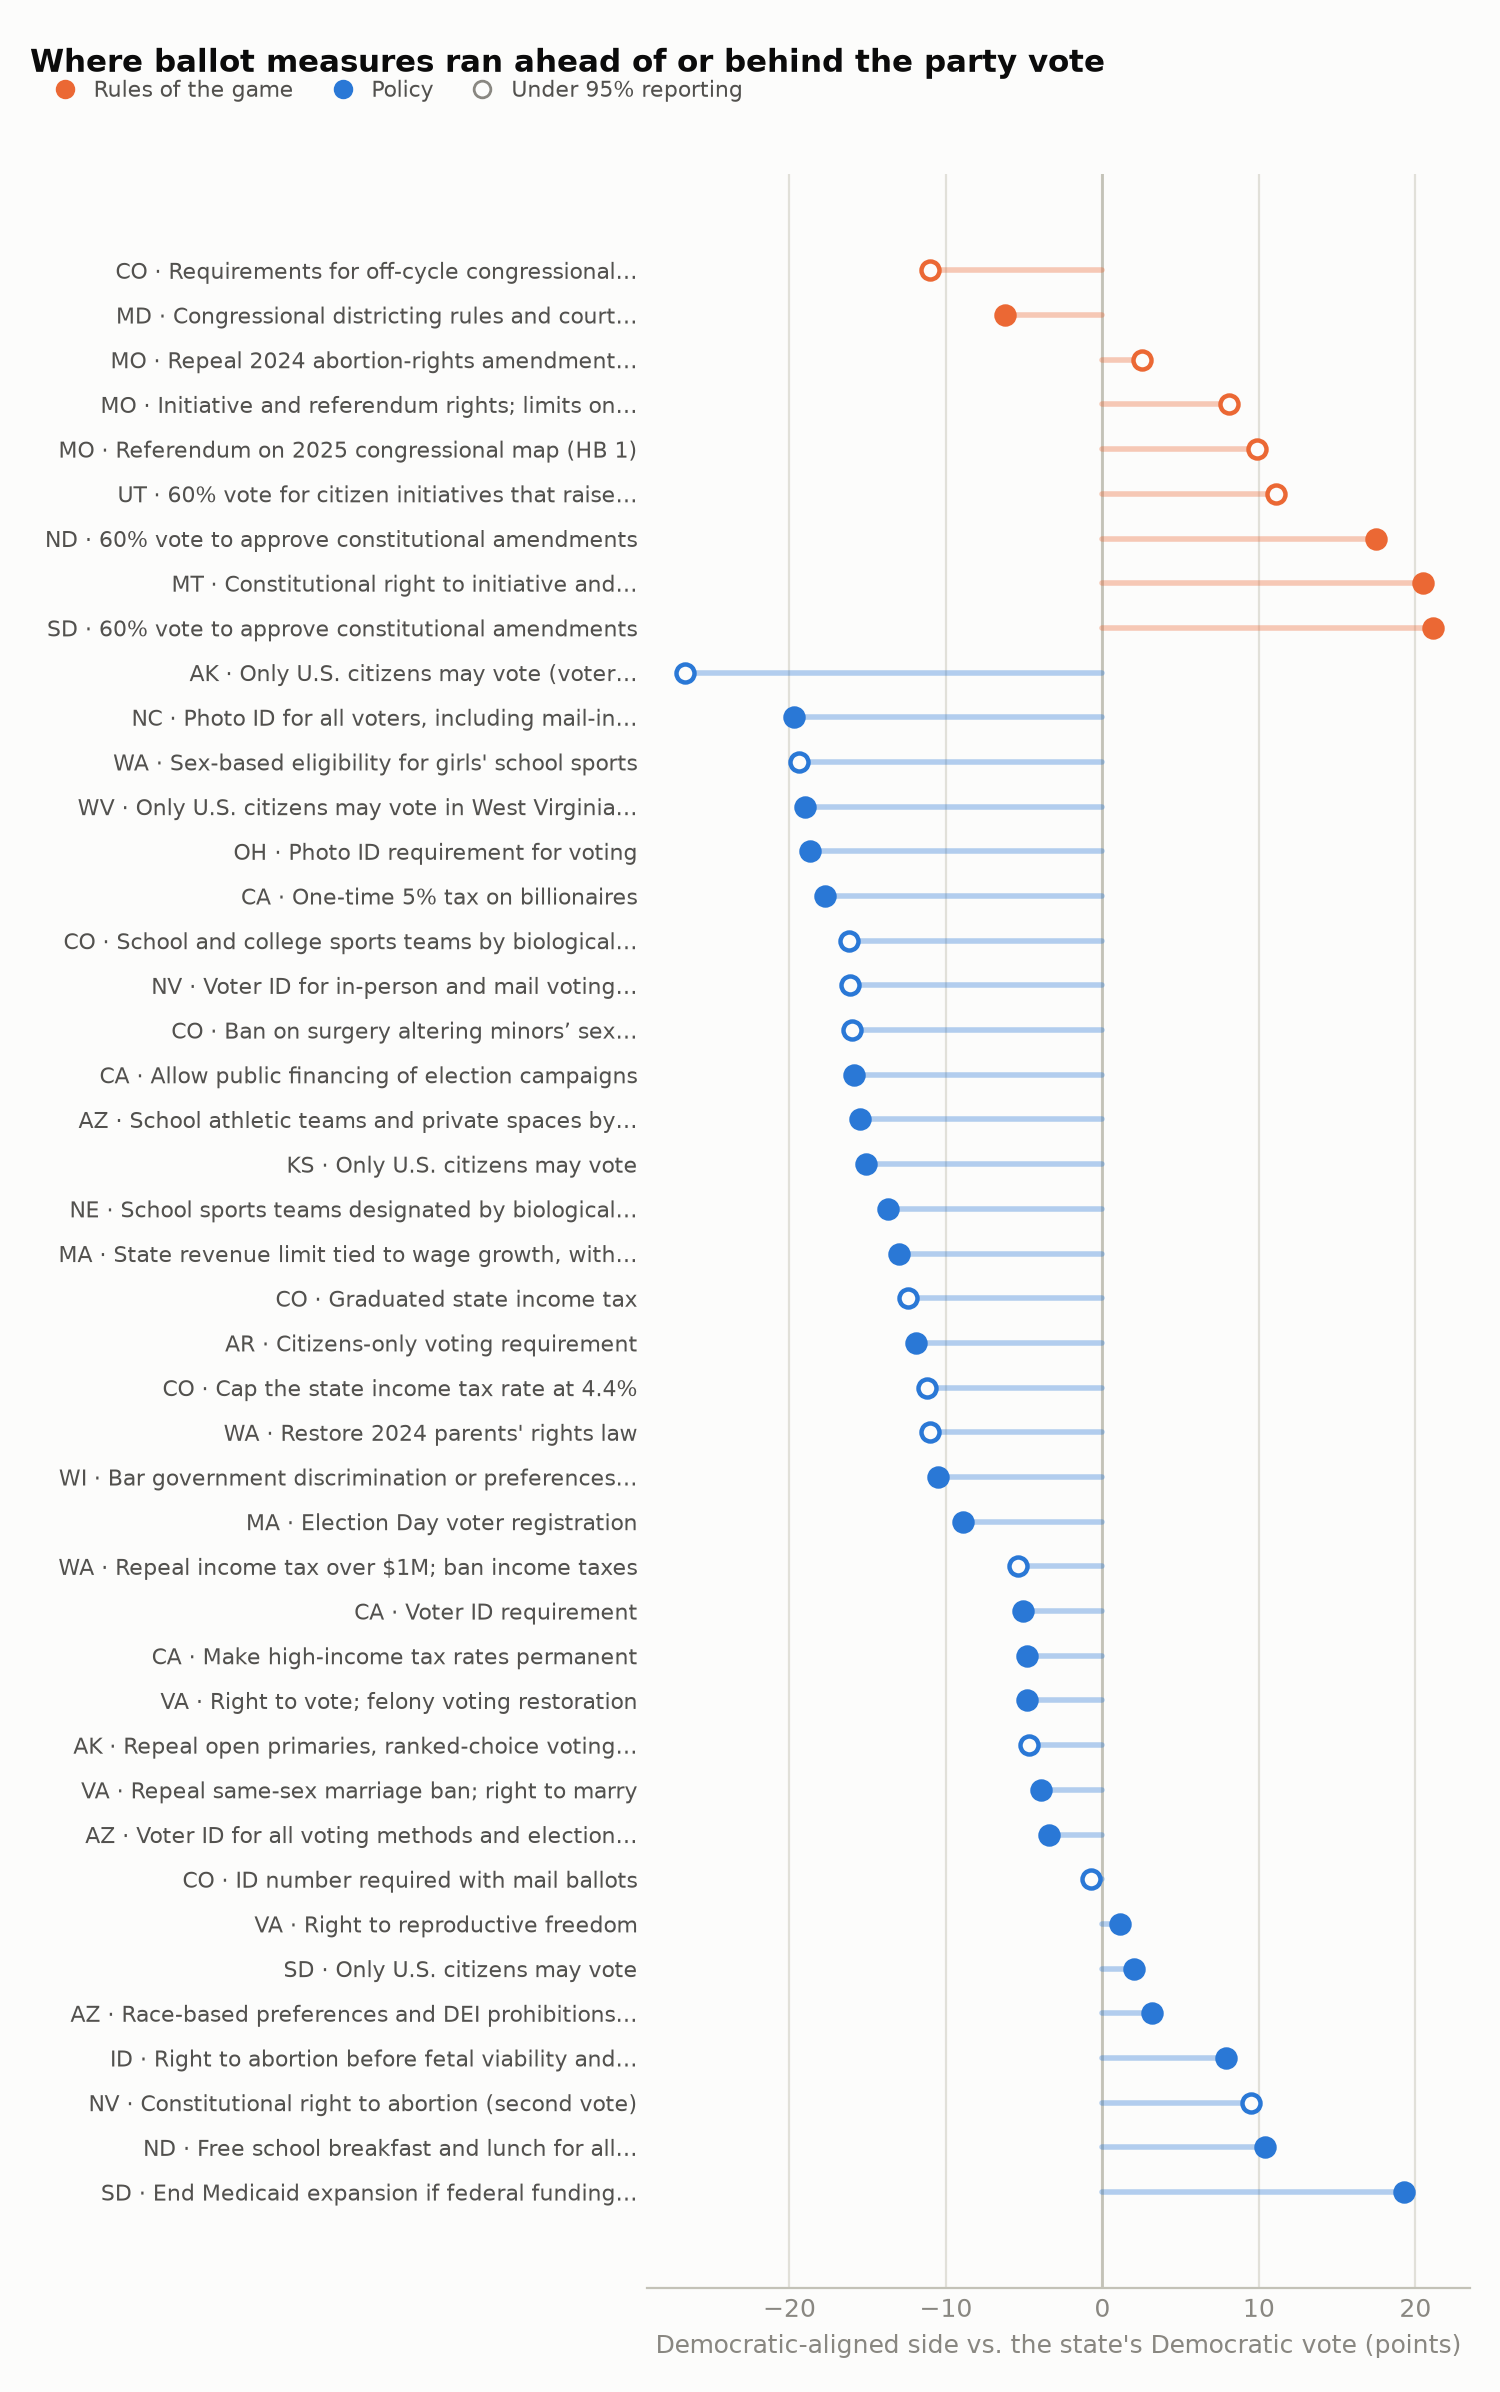 Where ballot measures ran ahead of or behind the party vote
Rules of the game Policy Under 95% reporting
CO · Requirements for off-cycle congressional…
MD · Congressional districting rules and court…
MO · Repeal 2024 abortion-rights amendment…
MO · Initiative and referendum rights; limits on…
MO · Referendum on 2025 congressional map (HB 1)
UT · 60% vote for citizen initiatives that raise…
ND · 60% vote to approve constitutional amendments
MT · Constitutional right to initiative and…
SD · 60% vote to approve constitutional amendments
AK · Only U.S. citizens may vote (voter…
NC · Photo ID for all voters, including mail-in…
WA · Sex-based eligibility for girls' school sports
WV · Only U.S. citizens may vote in West Virginia…
OH · Photo ID requirement for voting
CA · One-time 5% tax on billionaires
CO · School and college sports teams by biological…
NV · Voter ID for in-person and mail voting…
CO · Ban on surgery altering minors’ sex…
CA · Allow public financing of election campaigns
AZ · School athletic teams and private spaces by…
KS · Only U.S. citizens may vote
NE · School sports teams designated by biological…
MA · State revenue limit tied to wage growth, with…
CO · Graduated state income tax
AR · Citizens-only voting requirement
CO · Cap the state income tax rate at 4.4%
WA · Restore 2024 parents' rights law
WI · Bar government discrimination or preferences…
MA · Election Day voter registration
WA · Repeal income tax over $1M; ban income taxes
CA · Voter ID requirement
CA · Make high-income tax rates permanent
VA · Right to vote; felony voting restoration
AK · Repeal open primaries, ranked-choice voting…
VA · Repeal same-sex marriage ban; right to marry
AZ · Voter ID for all voting methods and election…
CO · ID number required with mail ballots
VA · Right to reproductive freedom
SD · Only U.S. citizens may vote
AZ · Race-based preferences and DEI prohibitions…
ID · Right to abortion before fetal viability and…
NV · Constitutional right to abortion (second vote)
ND · Free school breakfast and lunch for all…
SD · End Medicaid expansion if federal funding…
−20 −10 0 10 20
Democratic-aligned side vs. the state's Democratic vote (points)